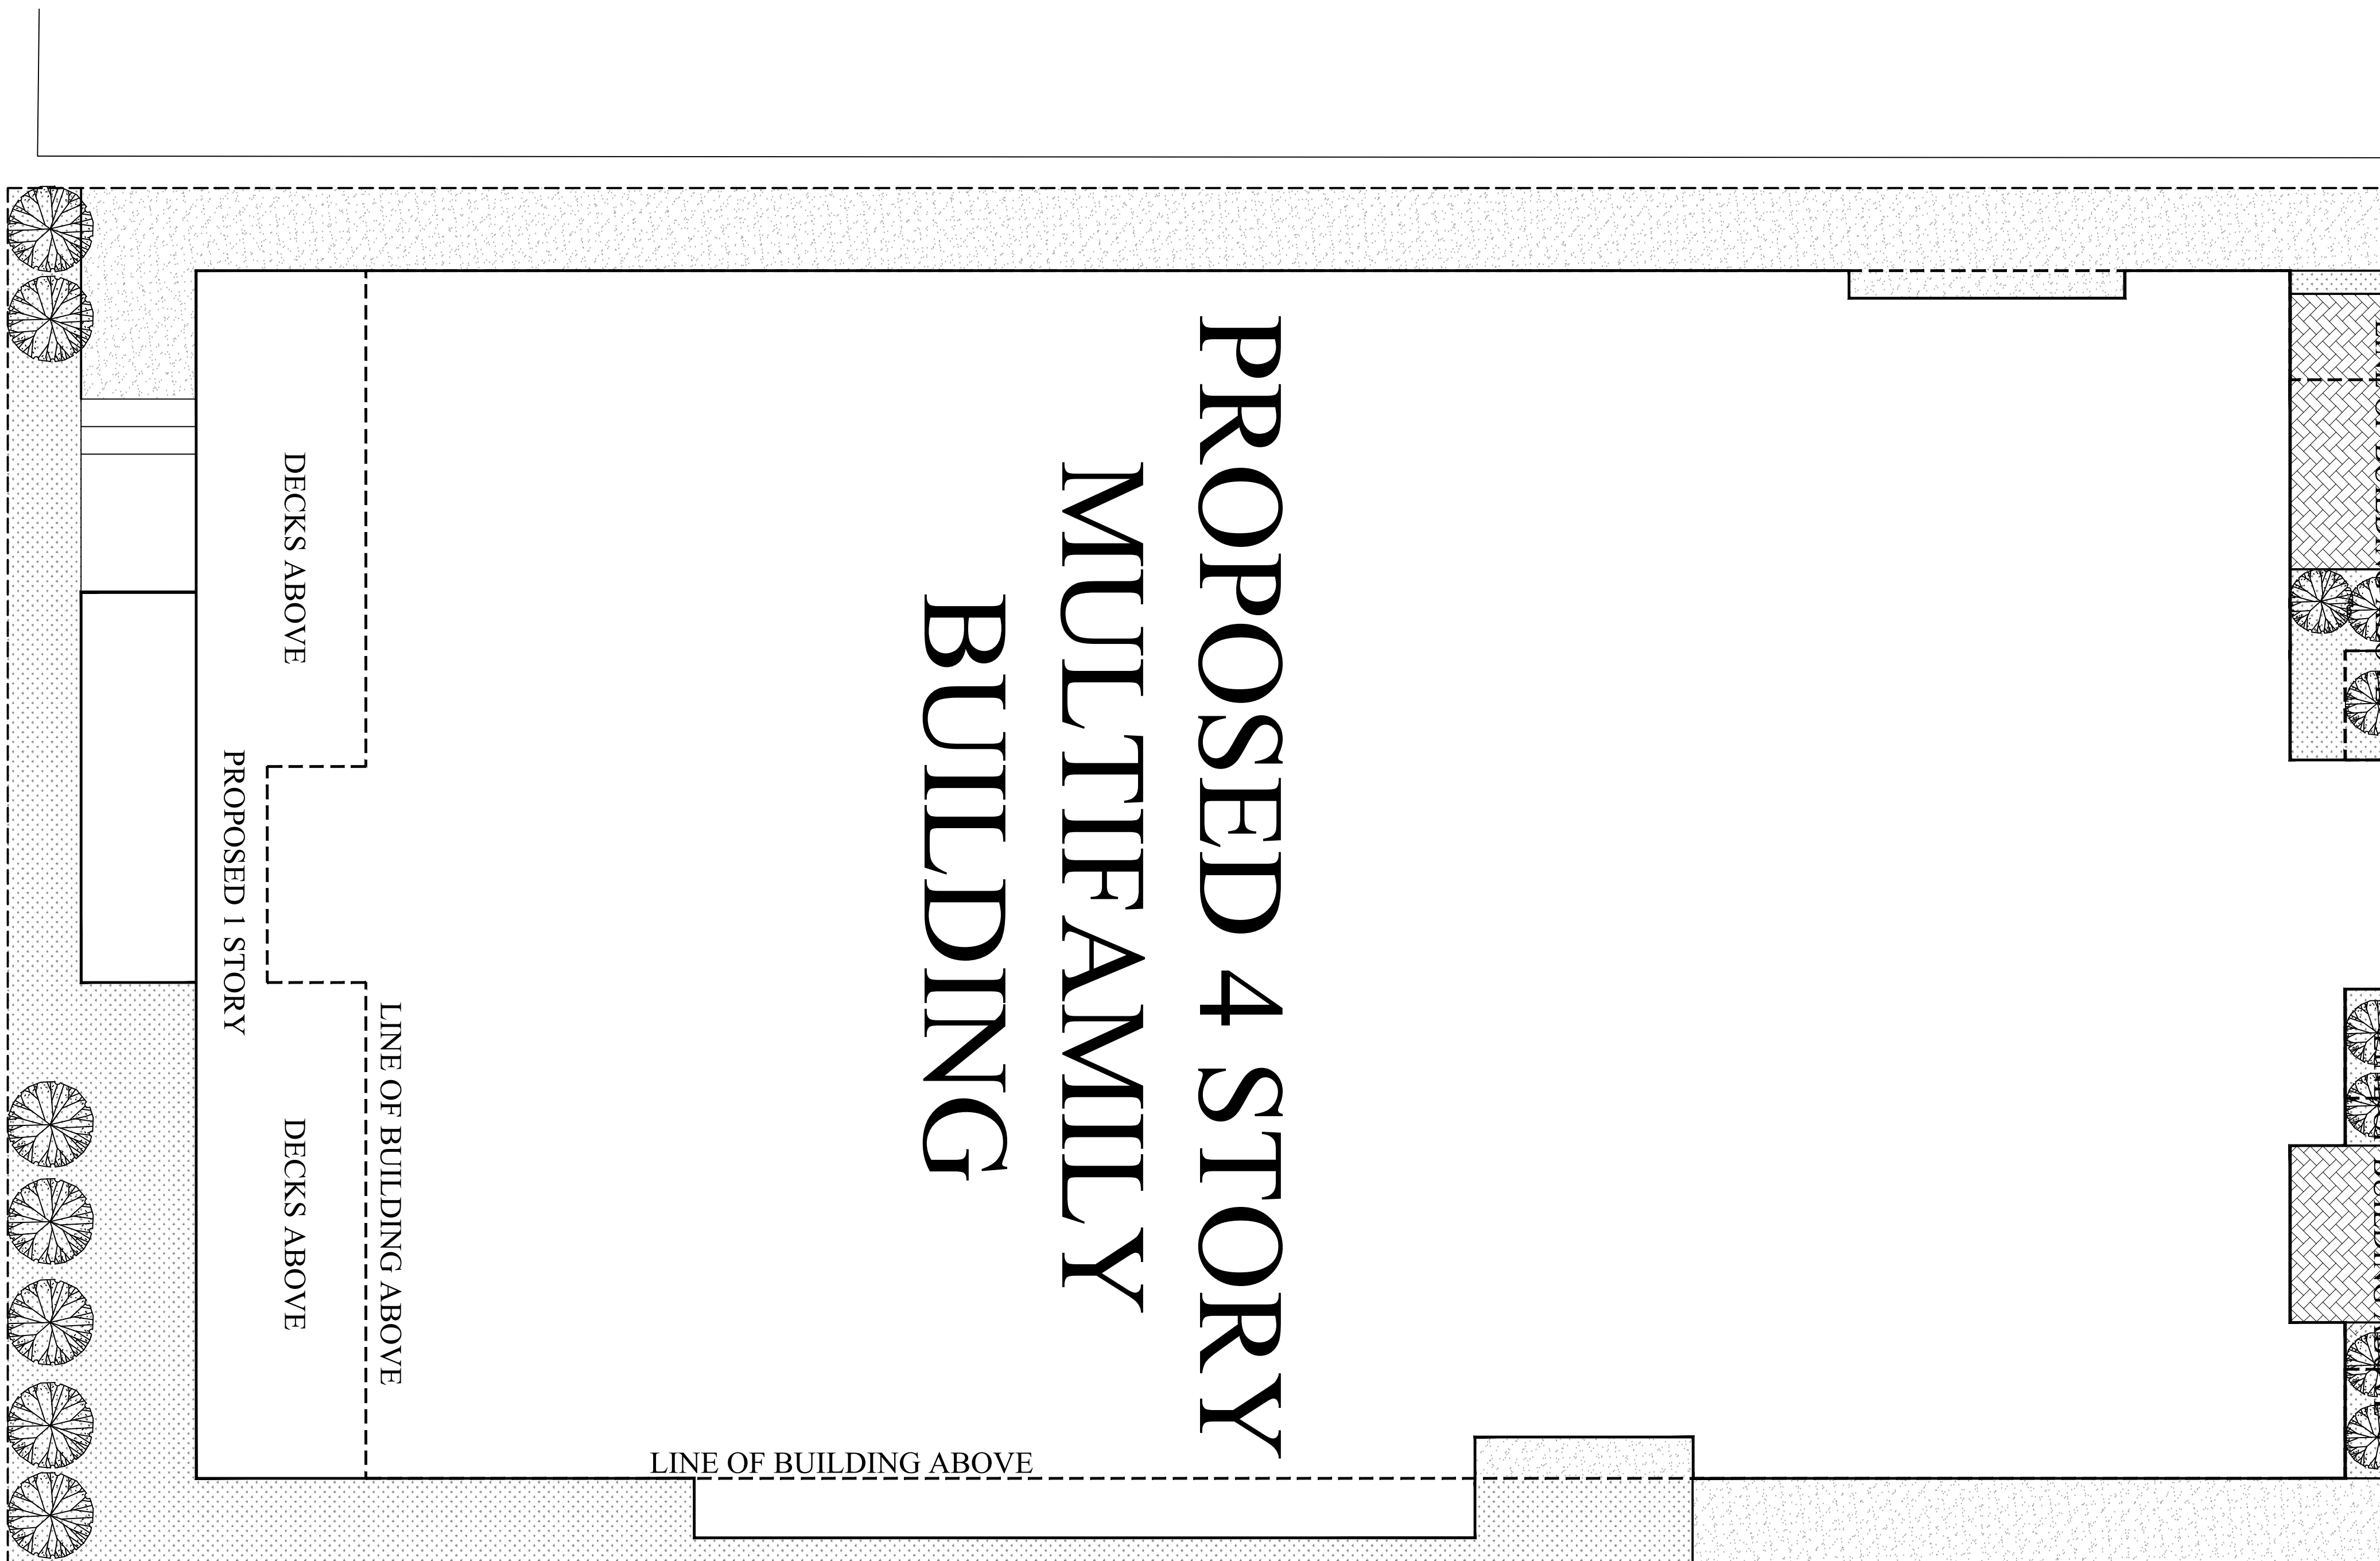 PROPOSED 4 STORY
MULTIFAMILY
BUILDING
DECKS ABOVE
PROPOSED 1 STORY
LINE OF BUILDING ABOVE
DECKS ABOVE
LINE OF BUILDING ABOVE